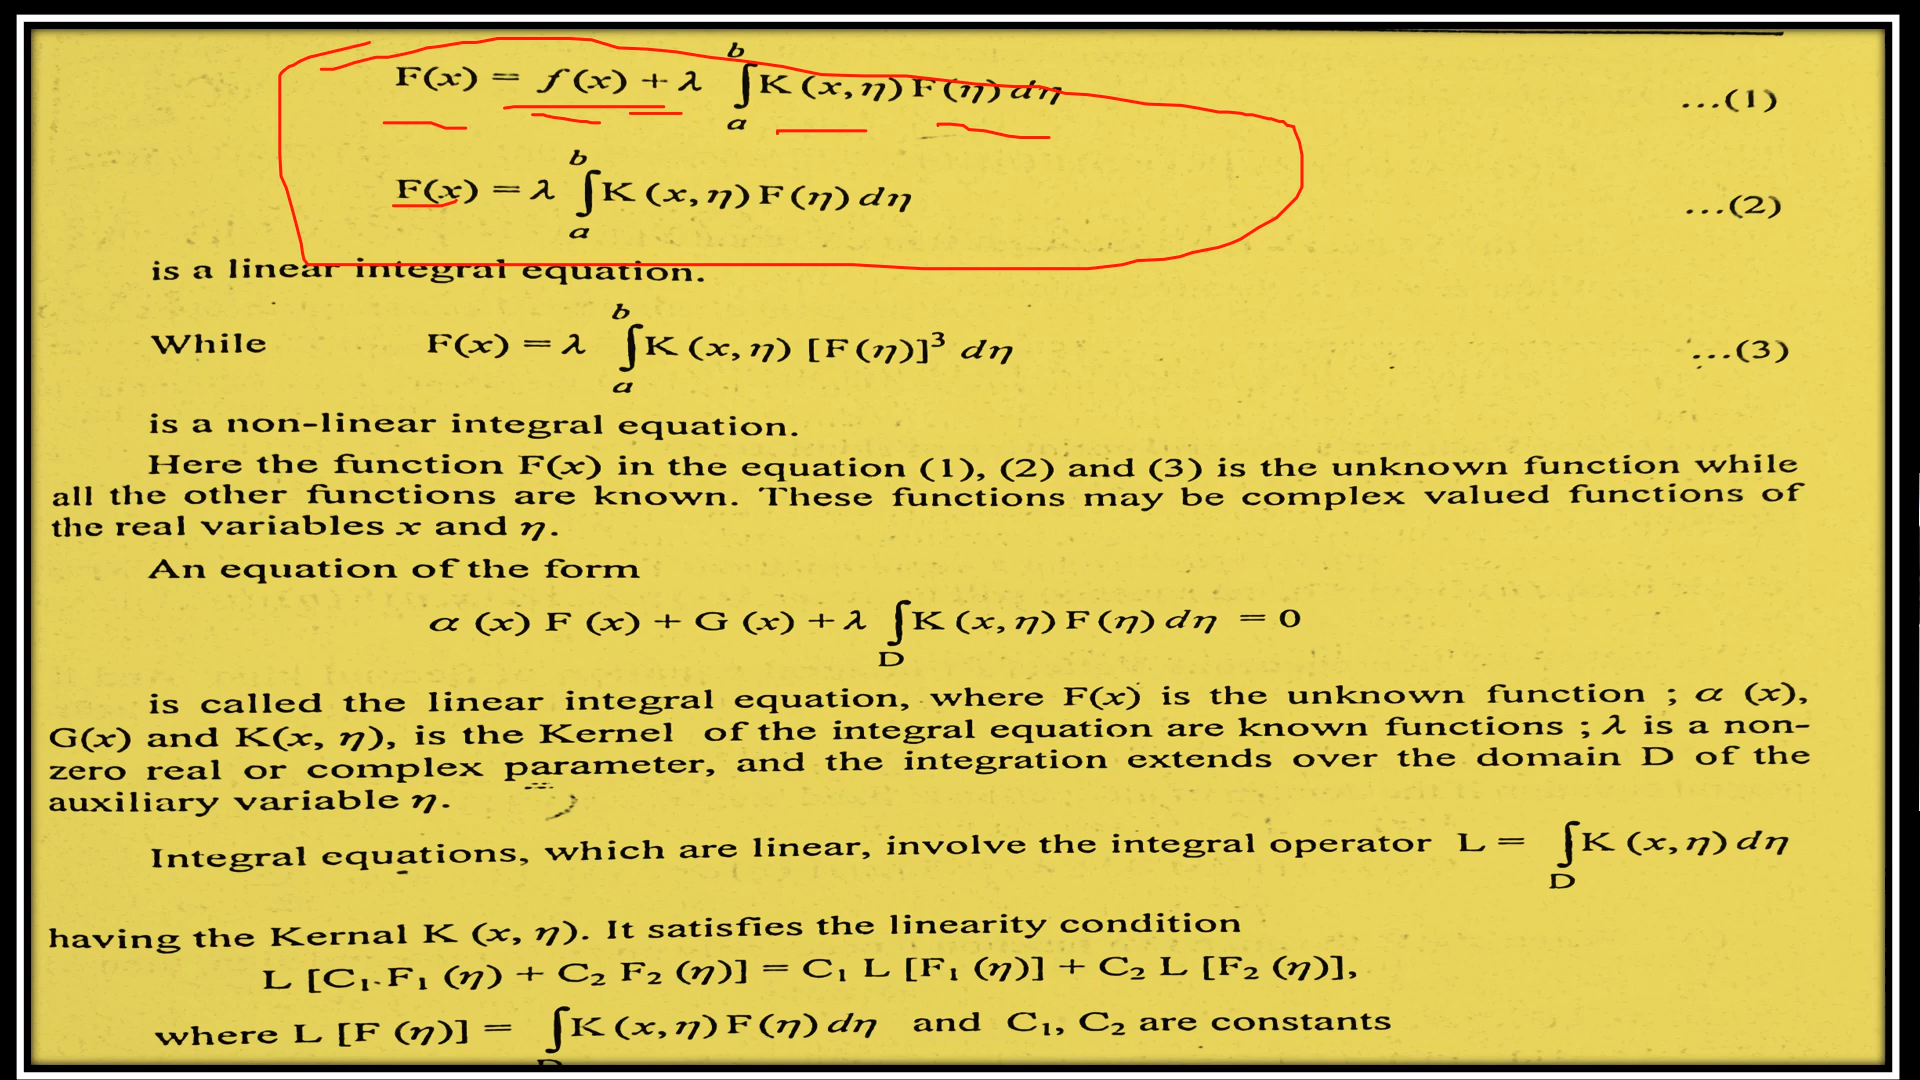 F(x) = f(x) + λ ∫ₐᵇ K (x, η) F(η) dη ...(1)
F(x) = λ ∫ₐᵇ K (x, η) F(η) dη ...(2)
is a linear integral equation.
While F(x) = λ ∫ₐᵇ K (x, η) [F(η)]³ dη ...(3)
is a non-linear integral equation.
Here the function F(x) in the equation (1), (2) and (3) is the unknown function while
all the other functions are known. These functions may be complex valued functions of
the real variables x and η.
An equation of the form
α (x) F (x) + G (x) + λ ∫_D K (x, η) F (η) dη = 0
is called the linear integral equation, where F(x) is the unknown function ; α (x),
G(x) and K(x, η), is the Kernel of the integral equation are known functions ; λ is a non-
zero real or complex parameter, and the integration extends over the domain D of the
auxiliary variable η.
Integral equations, which are linear, involve the integral operator L = ∫_D K (x, η) dη
having the Kernal K (x, η). It satisfies the linearity condition
L [C₁ F₁ (η) + C₂ F₂ (η)] = C₁ L [F₁ (η)] + C₂ L [F₂ (η)],
where L [F (η)] = ∫_D K (x, η) F (η) dη and C₁, C₂ are constants